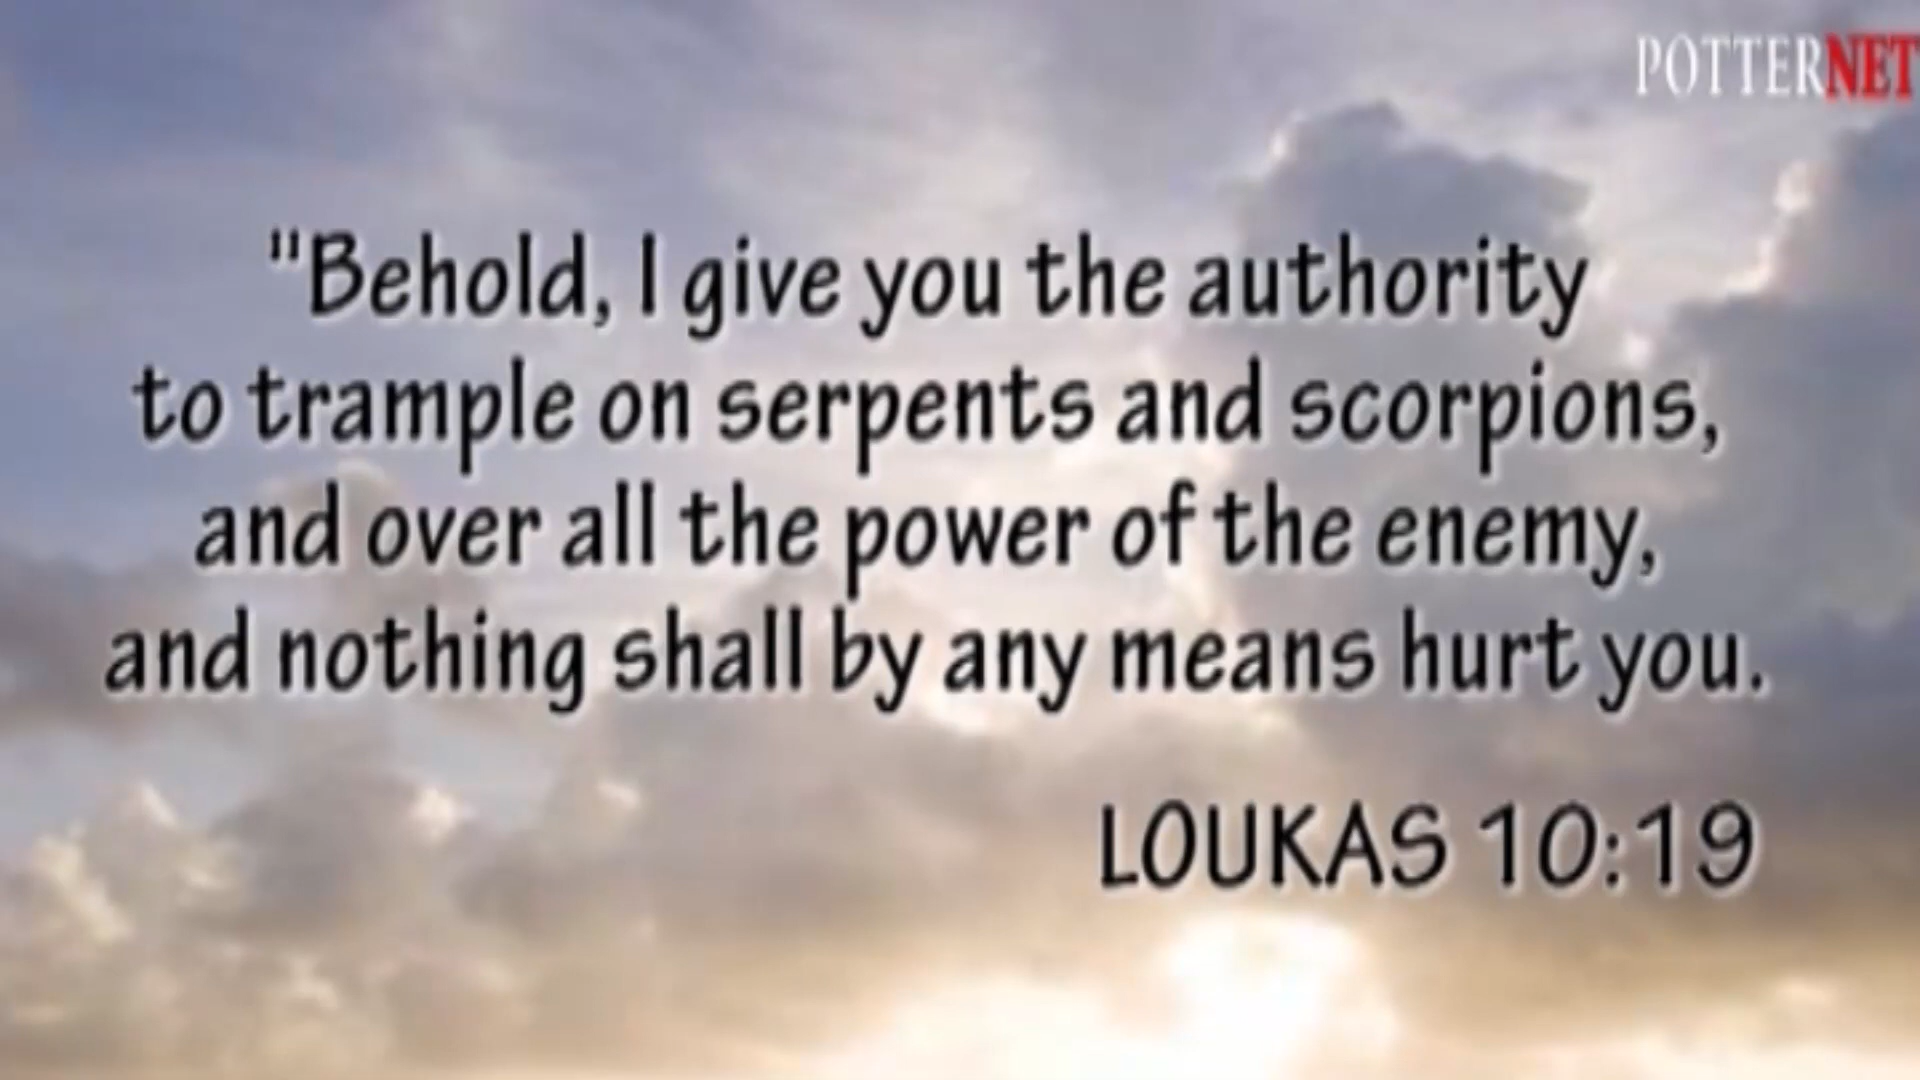 POTTERNET
"Behold, I give you the authority
to trample on serpents and scorpions,
and over all the power of the enemy,
and nothing shall by any means hurt you.
LOUKAS 10:19